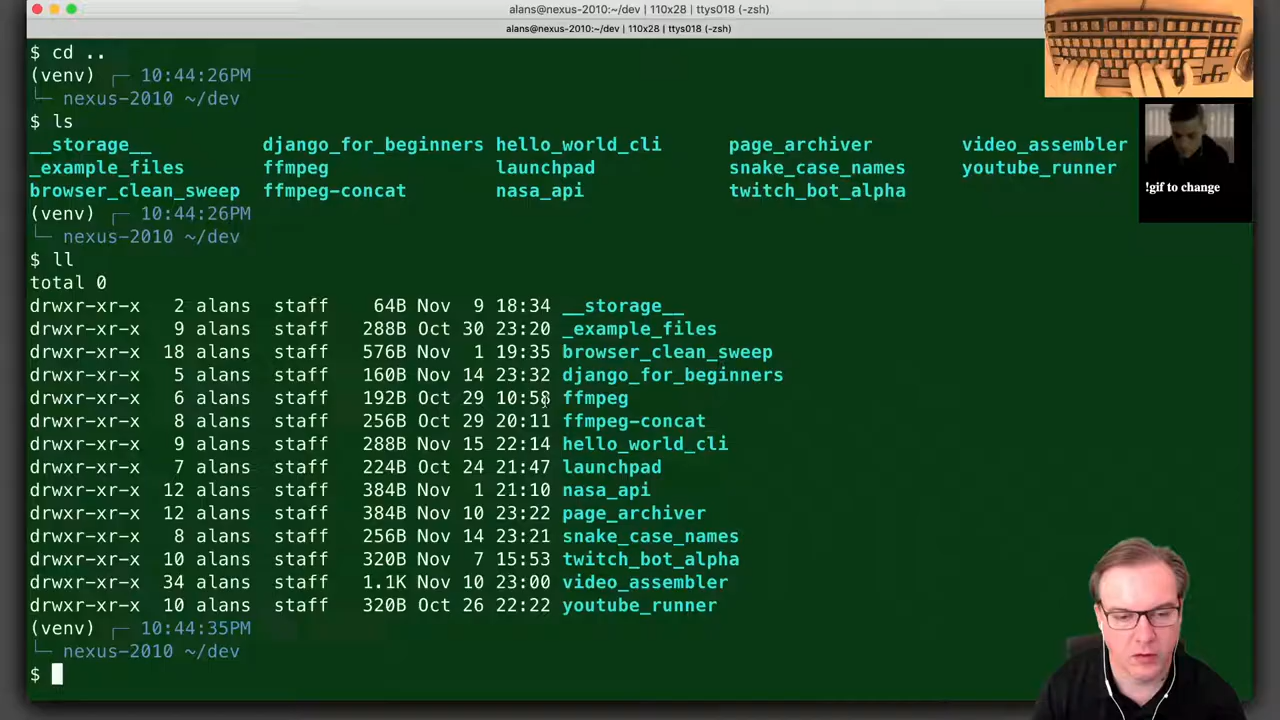 alans@nexus-2010:~/dev | 110x28 | ttys018 (-zsh)
alans@nexus-2010:~/dev | 110x28 | ttys018 (-zsh)
$ cd ..
(venv) ┌─ 10:44:26PM
└─ nexus-2010 ~/dev
$ ls
__storage__ django_for_beginners hello_world_cli page_archiver video_assembler
_example_files ffmpeg launchpad snake_case_names youtube_runner
browser_clean_sweep ffmpeg-concat nasa_api twitch_bot_alpha
!gif to change
(venv) ┌─ 10:44:26PM
└─ nexus-2010 ~/dev
$ ll
total 0
drwxr-xr-x 2 alans staff 64B Nov 9 18:34 __storage__
drwxr-xr-x 9 alans staff 288B Oct 30 23:20 _example_files
drwxr-xr-x 18 alans staff 576B Nov 1 19:35 browser_clean_sweep
drwxr-xr-x 5 alans staff 160B Nov 14 23:32 django_for_beginners
drwxr-xr-x 6 alans staff 192B Oct 29 10:58 ffmpeg
drwxr-xr-x 8 alans staff 256B Oct 29 20:11 ffmpeg-concat
drwxr-xr-x 9 alans staff 288B Nov 15 22:14 hello_world_cli
drwxr-xr-x 7 alans staff 224B Oct 24 21:47 launchpad
drwxr-xr-x 12 alans staff 384B Nov 1 21:10 nasa_api
drwxr-xr-x 12 alans staff 384B Nov 10 23:22 page_archiver
drwxr-xr-x 8 alans staff 256B Nov 14 23:21 snake_case_names
drwxr-xr-x 10 alans staff 320B Nov 7 15:53 twitch_bot_alpha
drwxr-xr-x 34 alans staff 1.1K Nov 10 23:00 video_assembler
drwxr-xr-x 10 alans staff 320B Oct 26 22:22 youtube_runner
(venv) ┌─ 10:44:35PM
└─ nexus-2010 ~/dev
$